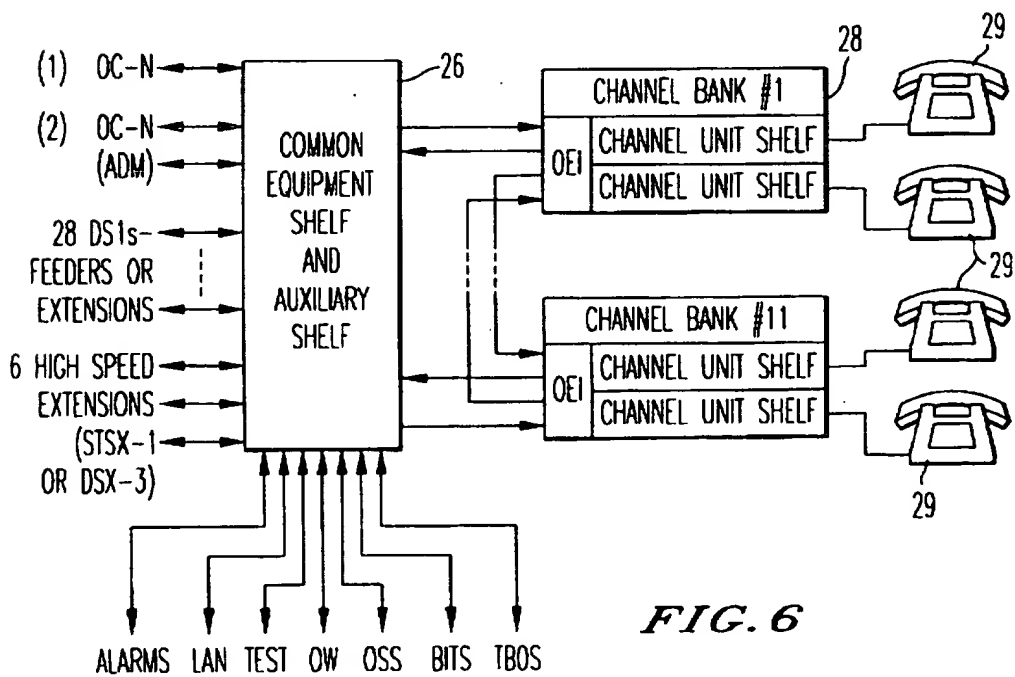 (1) OC-N
(2) OC-N
(ADM)
28 DS1s-
FEEDERS OR
EXTENSIONS
6 HIGH SPEED
EXTENSIONS
(STSX-1
OR DSX-3)
26
COMMON
EQUIPMENT
SHELF
AND
AUXILIARY
SHELF
28
CHANNEL BANK #1
OEI
CHANNEL UNIT SHELF
CHANNEL UNIT SHELF
CHANNEL BANK #11
OEI
CHANNEL UNIT SHELF
CHANNEL UNIT SHELF
29
29
29
ALARMS LAN TEST OW OSS BITS TBOS
FIG. 6